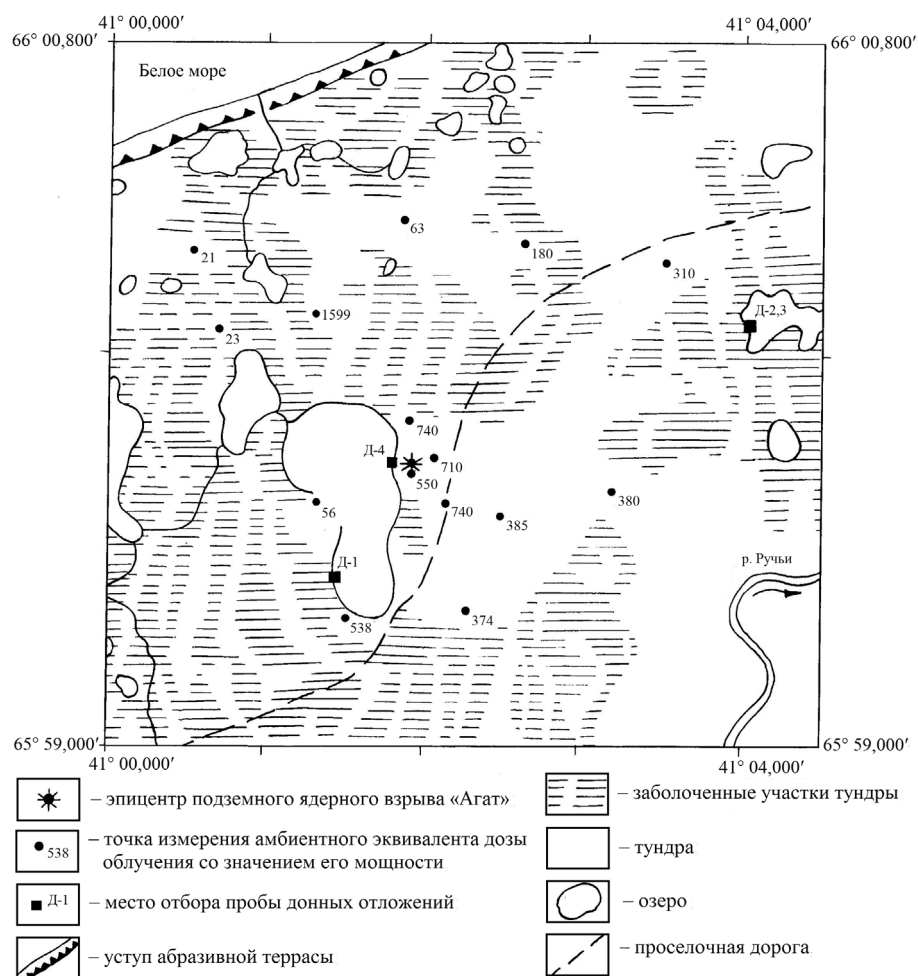 41° 00,000′ 41° 04,000′
66° 00,800′ 66° 00,800′
Белое море
63
180
21
310
1599
Д-2,3
23
740
Д-4
710
550
56
740
385
380
р. Ручьи
Д-1
538
374
65° 59,000′ 65° 59,000′
41° 00,000′ 41° 04,000′
– эпицентр подземного ядерного взрыва «Агат»
538 – точка измерения амбиентного эквивалента дозы
облучения со значением его мощности
Д-1 – место отбора пробы донных отложений
– уступ абразивной террасы
– заболоченные участки тундры
– тундра
– озеро
– проселочная дорога